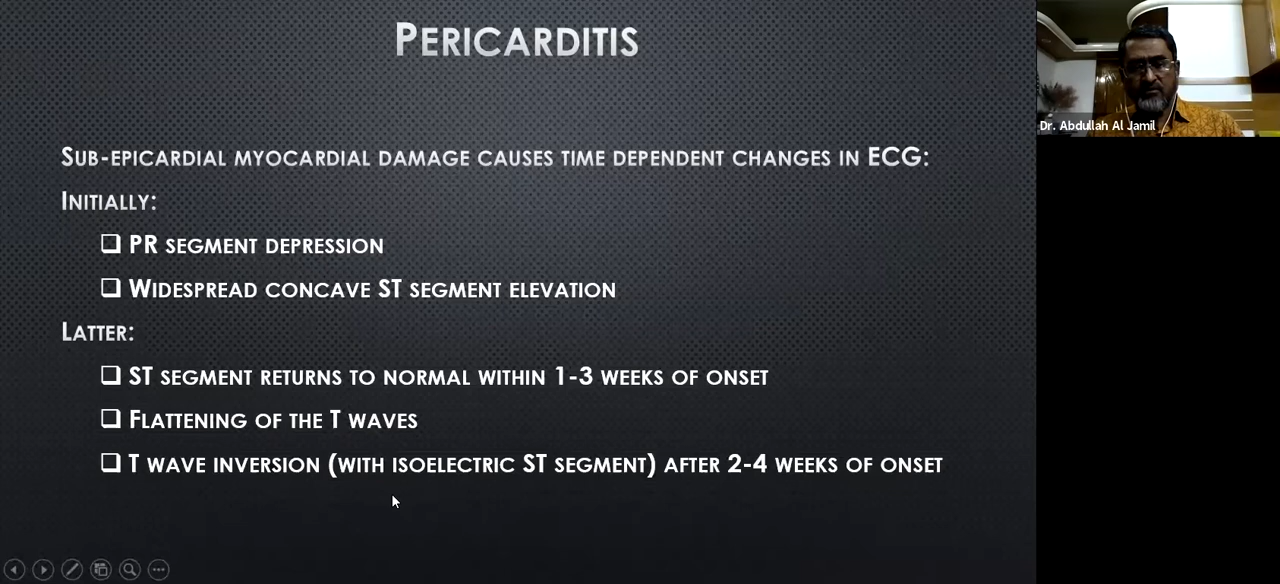 PERICARDITIS
SUB-EPICARDIAL MYOCARDIAL DAMAGE CAUSES TIME DEPENDENT CHANGES IN ECG:
INITIALLY:
❑ PR SEGMENT DEPRESSION
❑ WIDESPREAD CONCAVE ST SEGMENT ELEVATION
LATTER:
❑ ST SEGMENT RETURNS TO NORMAL WITHIN 1-3 WEEKS OF ONSET
❑ FLATTENING OF THE T WAVES
❑ T WAVE INVERSION (WITH ISOELECTRIC ST SEGMENT) AFTER 2-4 WEEKS OF ONSET
Dr. Abdullah Al Jamil